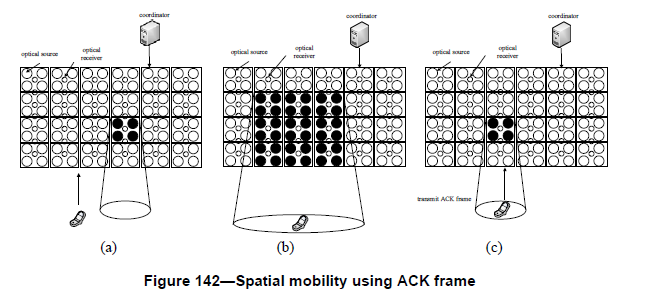 coordinator
optical source
optical
receiver
coordinator
optical source
optical
receiver
coordinator
optical source
optical
receiver
transmit ACK frame
(a)
(b)
(c)
Figure 142—Spatial mobility using ACK frame